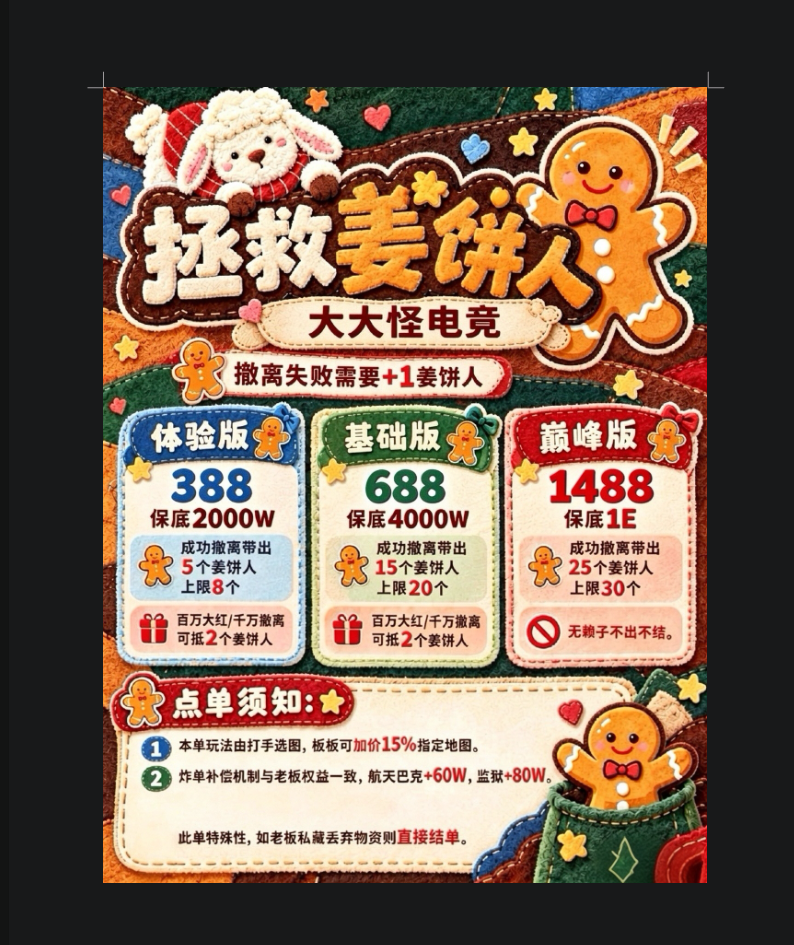 拯救姜饼人
大大怪电竞
撤离失败需要+1姜饼人
体验版
388
保底2000W
成功撤离带出
5个姜饼人
上限8个
百万大红/千万撤离
可抵2个姜饼人
基础版
688
保底4000W
成功撤离带出
15个姜饼人
上限20个
百万大红/千万撤离
可抵2个姜饼人
巅峰版
1488
保底1E
成功撤离带出
25个姜饼人
上限30个
无赖子不出不结。
点单须知:
1 本单玩法由打手选图, 板板可加价15%指定地图。
2 炸单补偿机制与老板权益一致, 航天巴克+60W, 监狱+80W。
此单特殊性, 如老板私藏丢弃物资则直接结单。